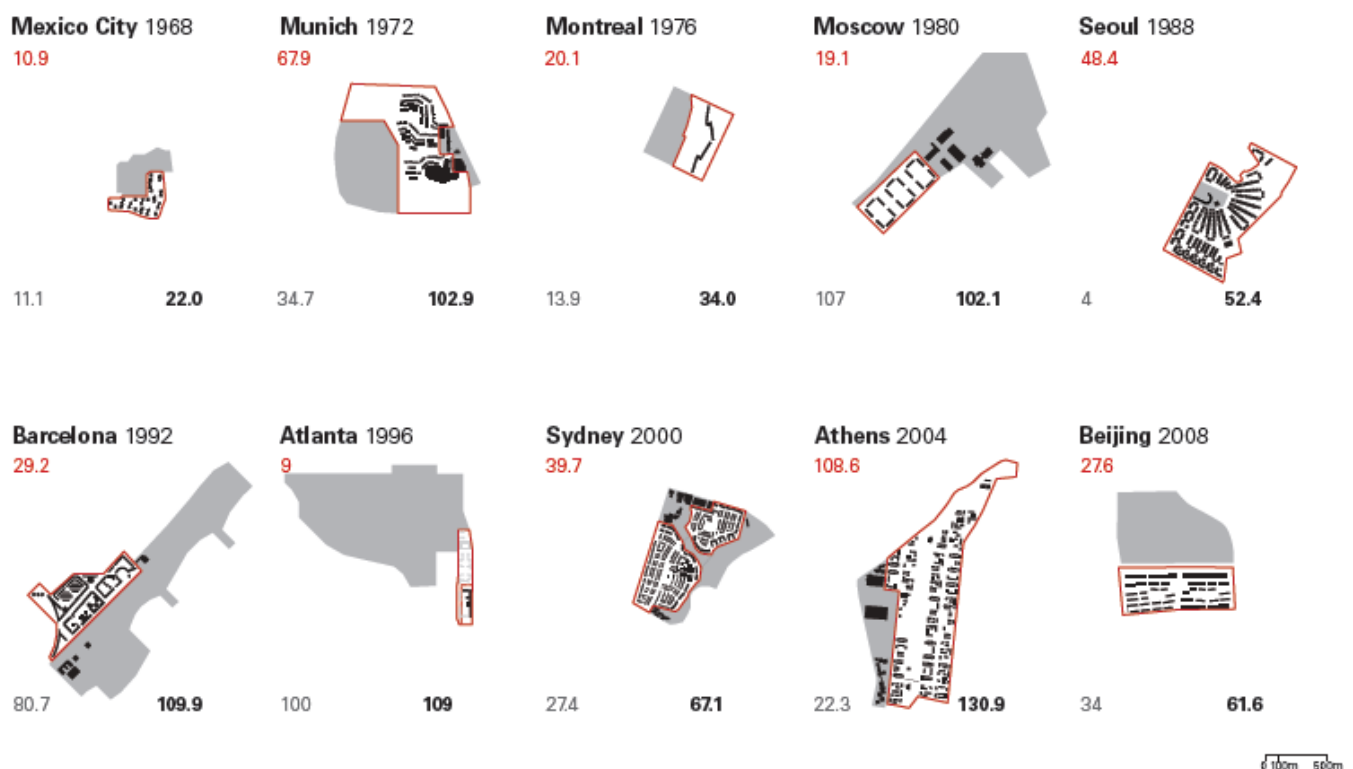 Mexico City 1968
10.9
11.1 22.0
Munich 1972
67.9
34.7 102.9
Montreal 1976
20.1
13.9 34.0
Moscow 1980
19.1
107 102.1
Seoul 1988
48.4
4 52.4
Barcelona 1992
29.2
80.7 109.9
Atlanta 1996
9
100 109
Sydney 2000
39.7
27.4 67.1
Athens 2004
108.6
22.3 130.9
Beijing 2008
27.6
34 61.6
0 100m 500m